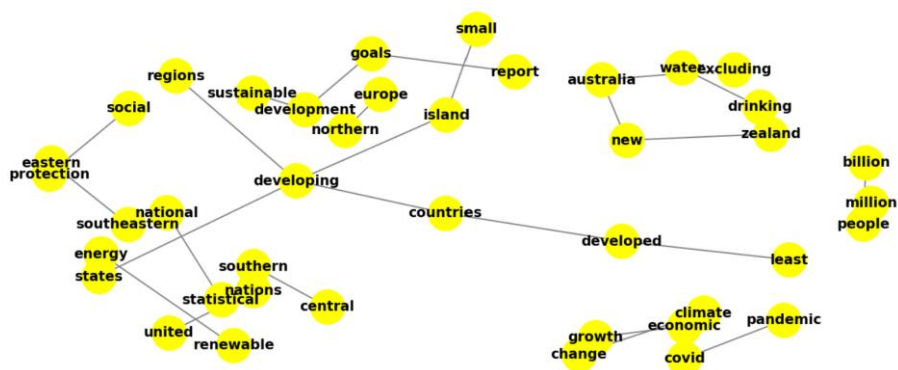 small
goals
regions
report
water
excluding
australia
sustainable
europe
development
social
drinking
island
northern
zealand
new
eastern
protection
billion
developing
million
national
countries
people
southeastern
developed
energy
least
southern
states
nations
statistical
central
climate
pandemic
economic
united
growth
renewable
change
covid